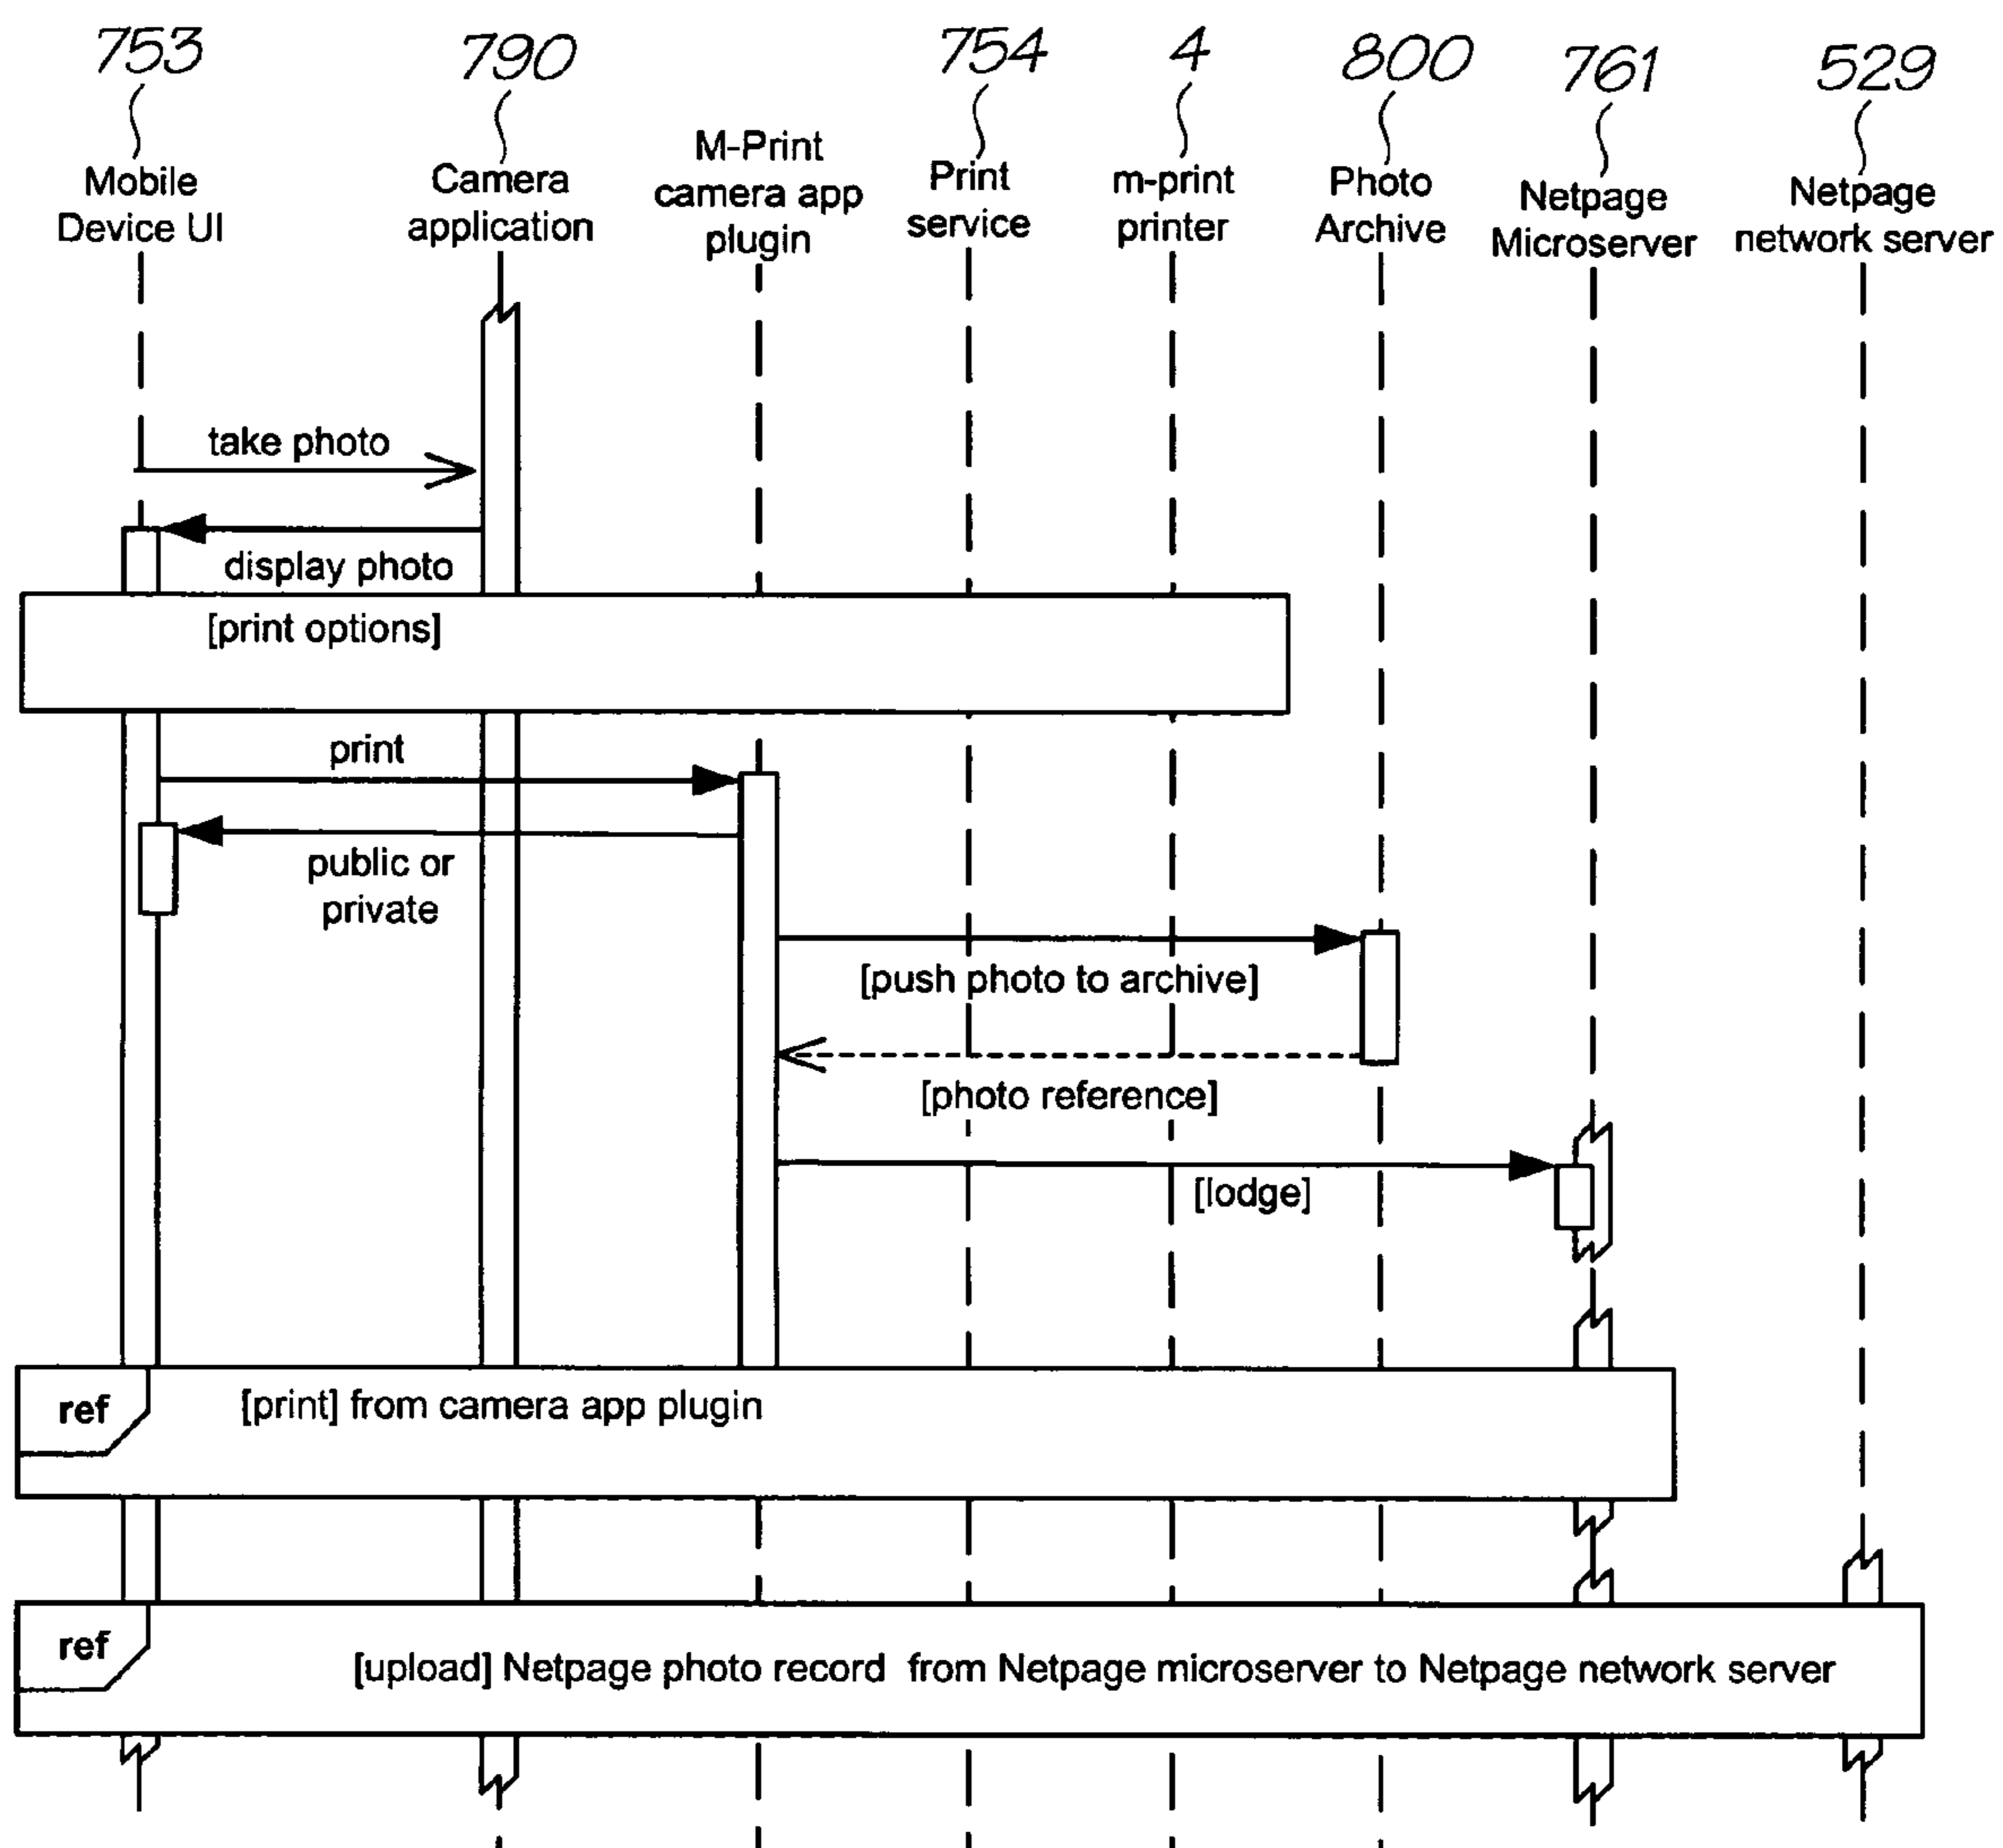 753
790
754
4
800
761
529
Mobile
Device UI
Camera
application
M-Print
camera app
plugin
Print
service
m-print
printer
Photo
Archive
Netpage
Microserver
Netpage
network server
take photo
display photo
[print options]
print
public or
private
[push photo to archive]
[photo reference]
[lodge]
ref
[print] from camera app plugin
ref
[upload] Netpage photo record from Netpage microserver to Netpage network server